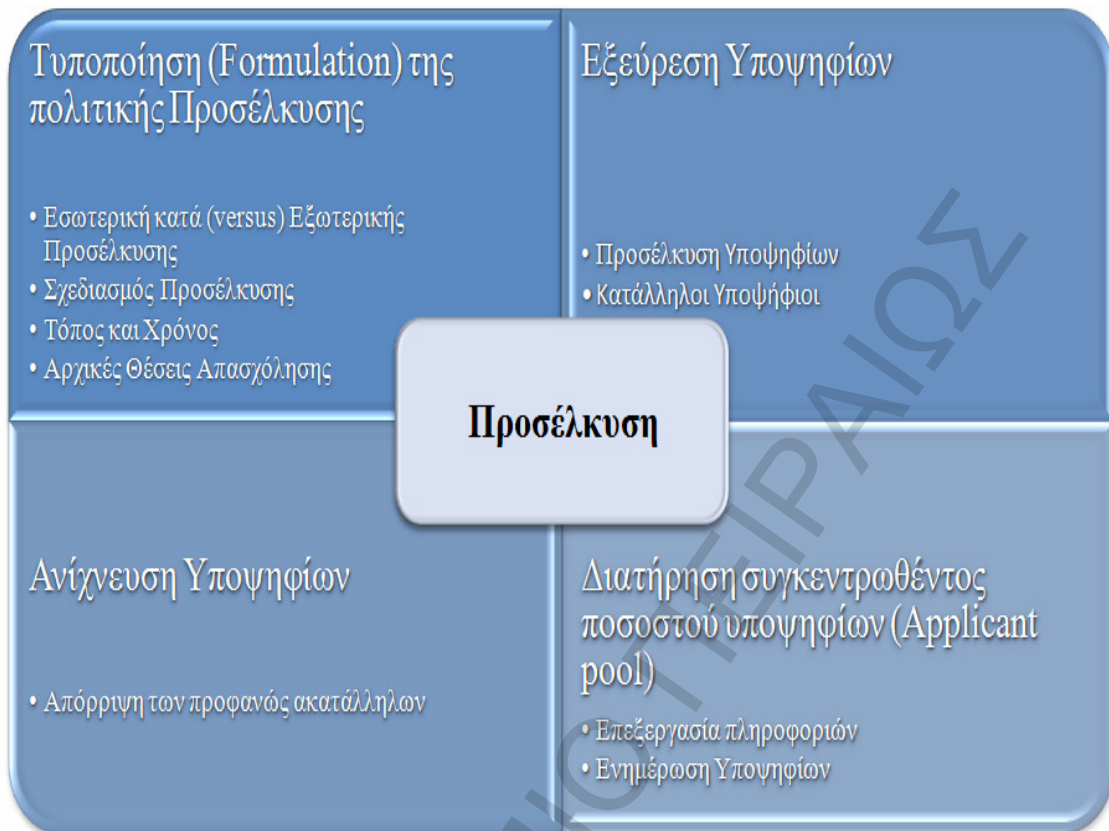 Τυποποίηση (Formulation) της
πολιτικής Προσέλκυσης
• Εσωτερική κατά (versus) Εξωτερικής
Προσέλκυσης
• Σχεδιασμός Προσέλκυσης
• Τόπος και Χρόνος
• Αρχικές Θέσεις Απασχόλησης
Εξεύρεση Υποψηφίων
• Προσέλκυση Υποψηφίων
• Κατάλληλοι Υποψήφιοι
Προσέλκυση
Ανίχνευση Υποψηφίων
• Απόρριψη των προφανώς ακατάλληλων
Διατήρηση συγκεντρωθέντος
ποσοστού υποψηφίων (Applicant
pool)
• Επεξεργασία πληροφοριών
• Ενημέρωση Υποψηφίων
ΠΕΙΡΑΙΩΣ